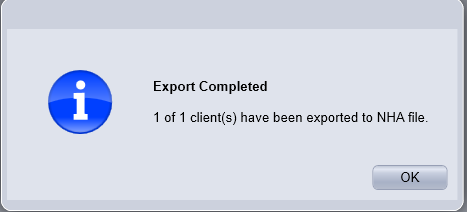 Export Completed
1 of 1 client(s) have been exported to NHA file.
OK